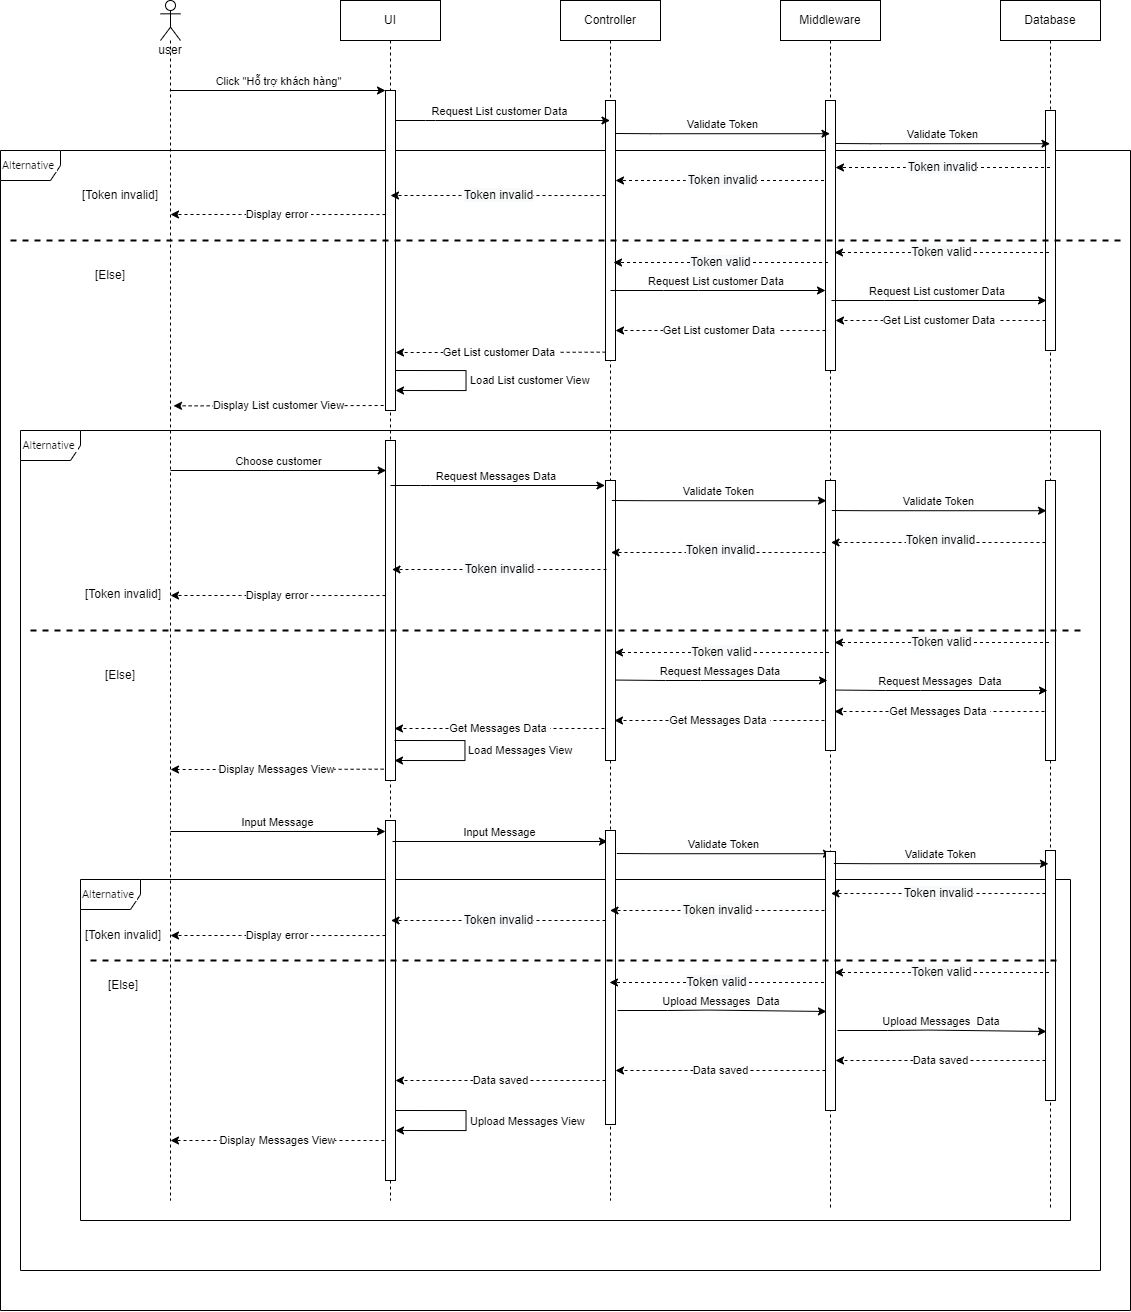 UI
Controller
Middleware
Database
user
Click "Hỗ trợ khách hàng"
Request List customer Data
Validate Token
Validate Token
Alternative
Token invalid
Token invalid
[Token invalid]
Token invalid
Display error
Token valid
Token valid
[Else]
Request List customer Data
Request List customer Data
Get List customer Data
Get List customer Data
Get List customer Data
Load List customer View
Display List customer View
Alternative
Choose customer
Request Messages Data
Validate Token
Validate Token
Token invalid
Token invalid
Token invalid
[Token invalid]
Display error
Token valid
Token valid
[Else]
Request Messages Data
Request Messages  Data
Get Messages Data
Get Messages Data
Get Messages Data
Load Messages View
Display Messages View
Input Message
Input Message
Validate Token
Validate Token
Alternative
Token invalid
Token invalid
Token invalid
[Token invalid]
Display error
Token valid
Token valid
[Else]
Upload Messages  Data
Upload Messages  Data
Data saved
Data saved
Data saved
Upload Messages View
Display Messages View